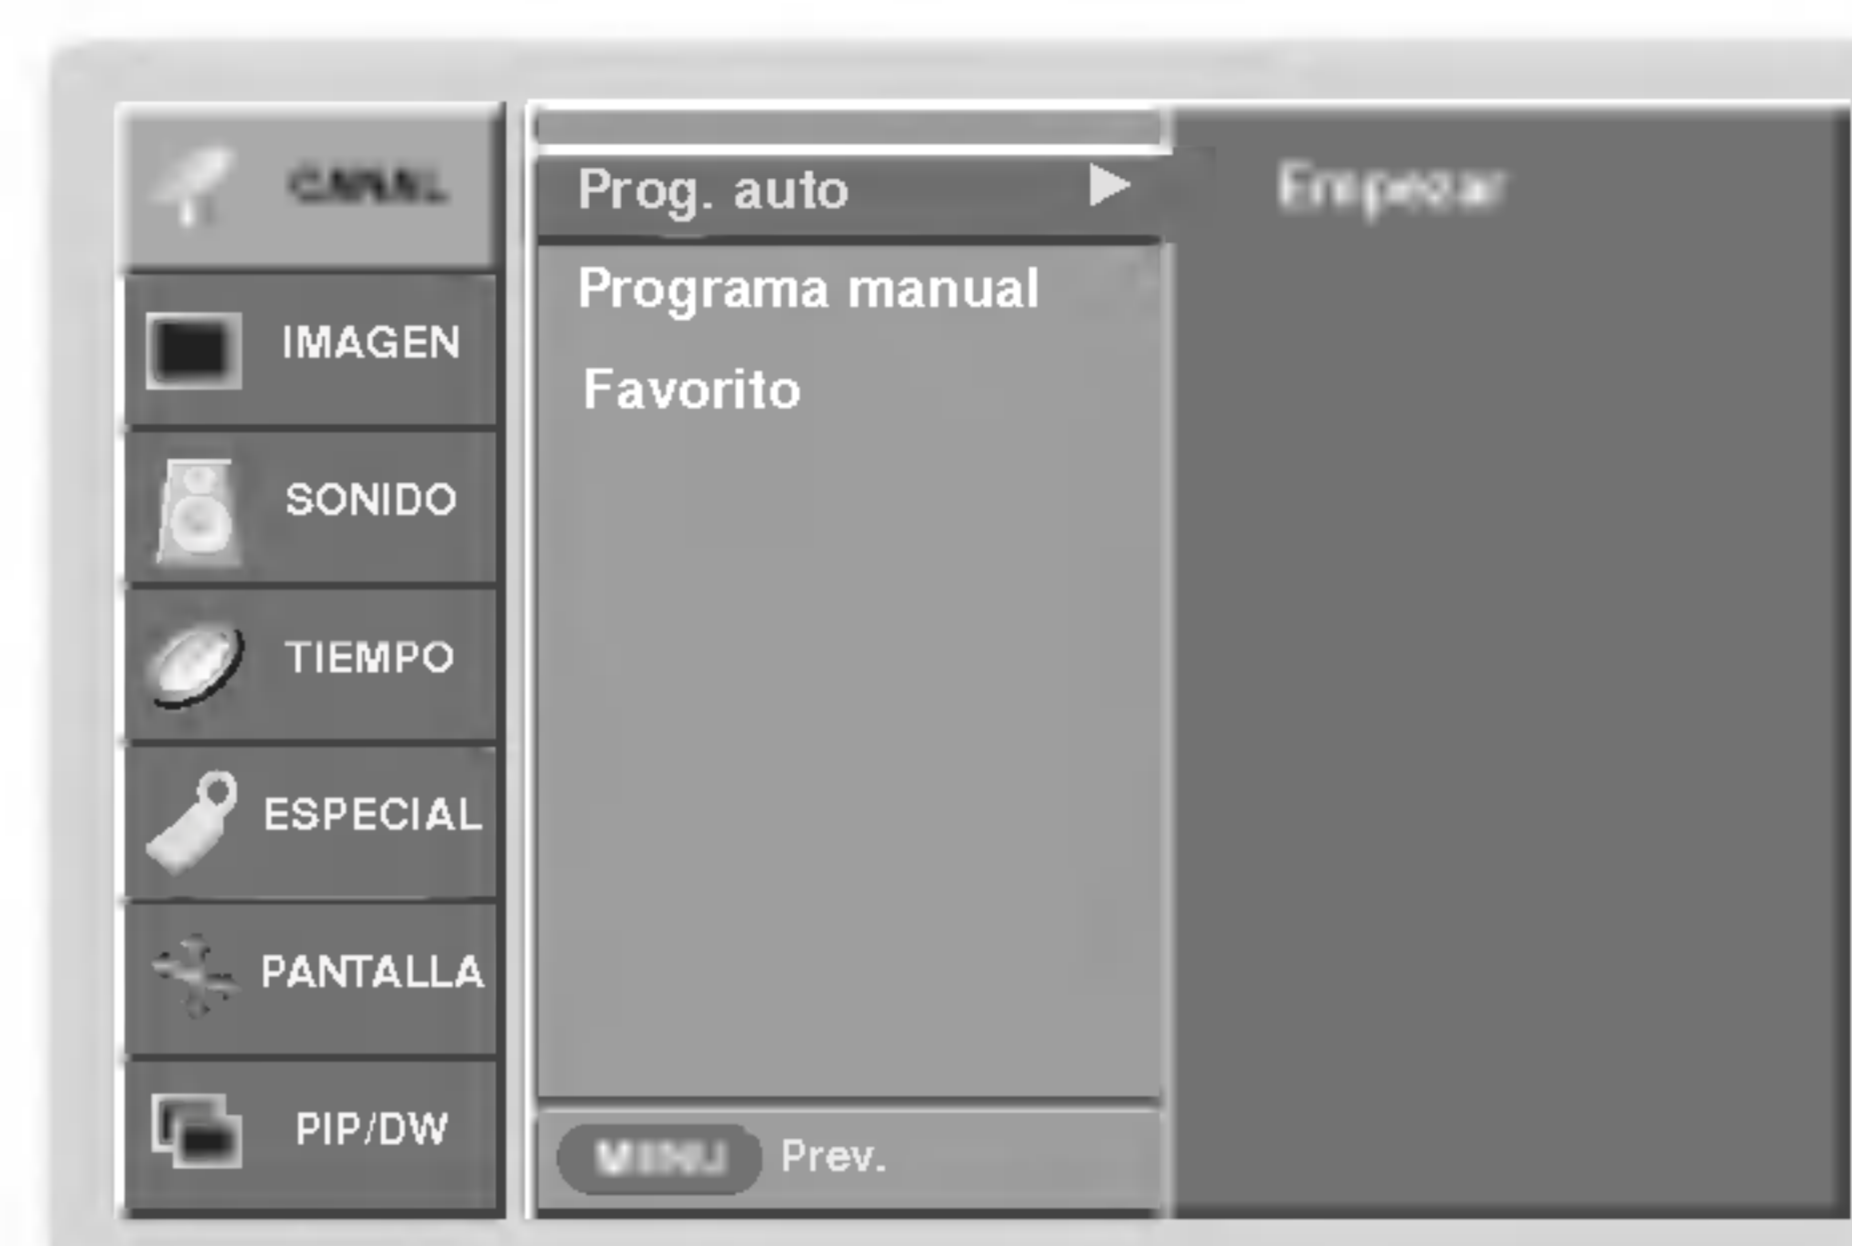 CANAL
IMAGEN
SONIDO
TIEMPO
ESPECIAL
PANTALLA
PIP/DW
Prog. auto
Programa manual
Favorito
MENU Prev.
Empezar